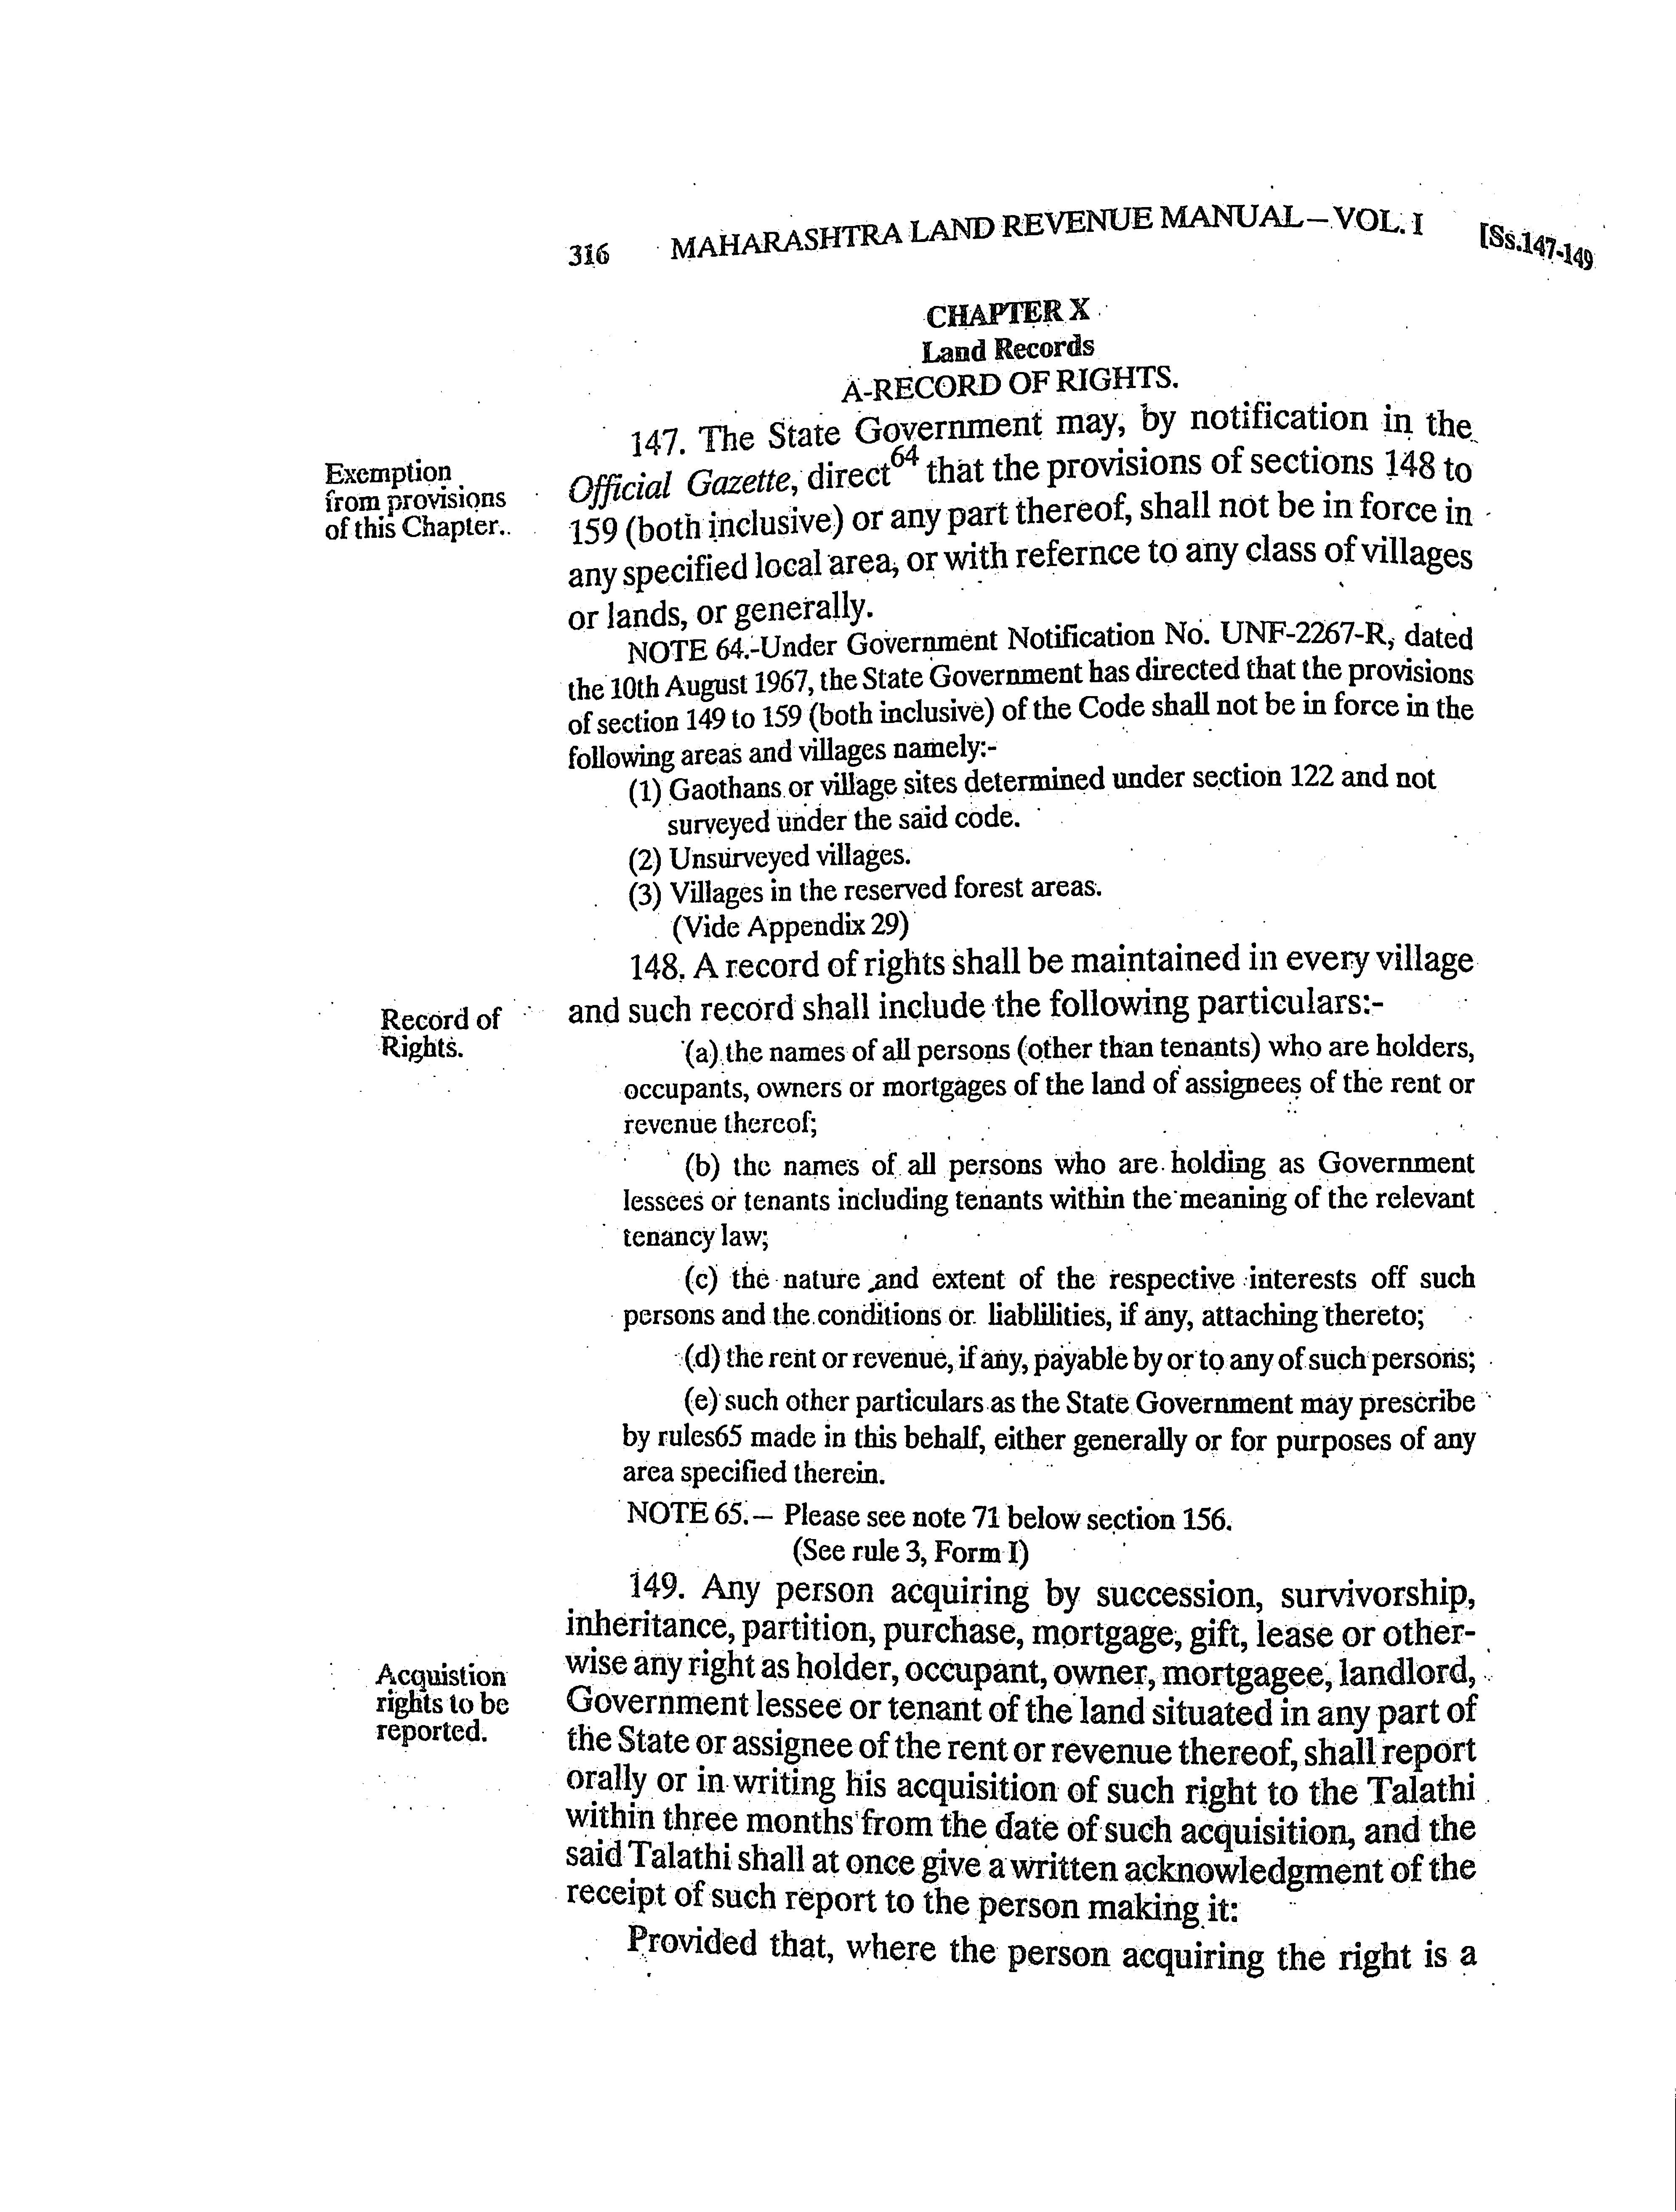 316 MAHARASHTRA LAND REVENUE MANUAL—VOL. I [Ss.147-149
CHAPTER X
Land Records
A-RECORD OF RIGHTS.
Exemption
from provisions
of this Chapter..
147. The State Government may, by notification in the
Official Gazette, direct64 that the provisions of sections 148 to
159 (both inclusive) or any part thereof, shall not be in force in
any specified local area, or with refernce to any class of villages
or lands, or generally.
NOTE 64.-Under Government Notification No. UNF-2267-R, dated
the 10th August 1967, the State Government has directed that the provisions
of section 149 to 159 (both inclusive) of the Code shall not be in force in the
following areas and villages namely:-
(1) Gaothans or village sites determined under section 122 and not
surveyed under the said code.
(2) Unsurveyed villages.
(3) Villages in the reserved forest areas.
(Vide Appendix 29)
Record of
Rights.
148. A record of rights shall be maintained in every village
and such record shall include the following particulars:-
(a) the names of all persons (other than tenants) who are holders,
occupants, owners or mortgages of the land of assignees of the rent or
revenue thereof;
(b) the names of all persons who are holding as Government
lessees or tenants including tenants within the meaning of the relevant
tenancy law;
(c) the nature and extent of the respective interests off such
persons and the conditions or liablilities, if any, attaching thereto;
(d) the rent or revenue, if any, payable by or to any of such persons;
(e) such other particulars as the State Government may prescribe
by rules65 made in this behalf, either generally or for purposes of any
area specified therein.
NOTE 65.— Please see note 71 below section 156.
(See rule 3, Form I)
Acquistion
rights to be
reported.
149. Any person acquiring by succession, survivorship,
inheritance, partition, purchase, mortgage, gift, lease or other-
wise any right as holder, occupant, owner, mortgagee, landlord,
Government lessee or tenant of the land situated in any part of
the State or assignee of the rent or revenue thereof, shall report
orally or in writing his acquisition of such right to the Talathi
within three months from the date of such acquisition, and the
said Talathi shall at once give a written acknowledgment of the
receipt of such report to the person making it:
Provided that, where the person acquiring the right is a